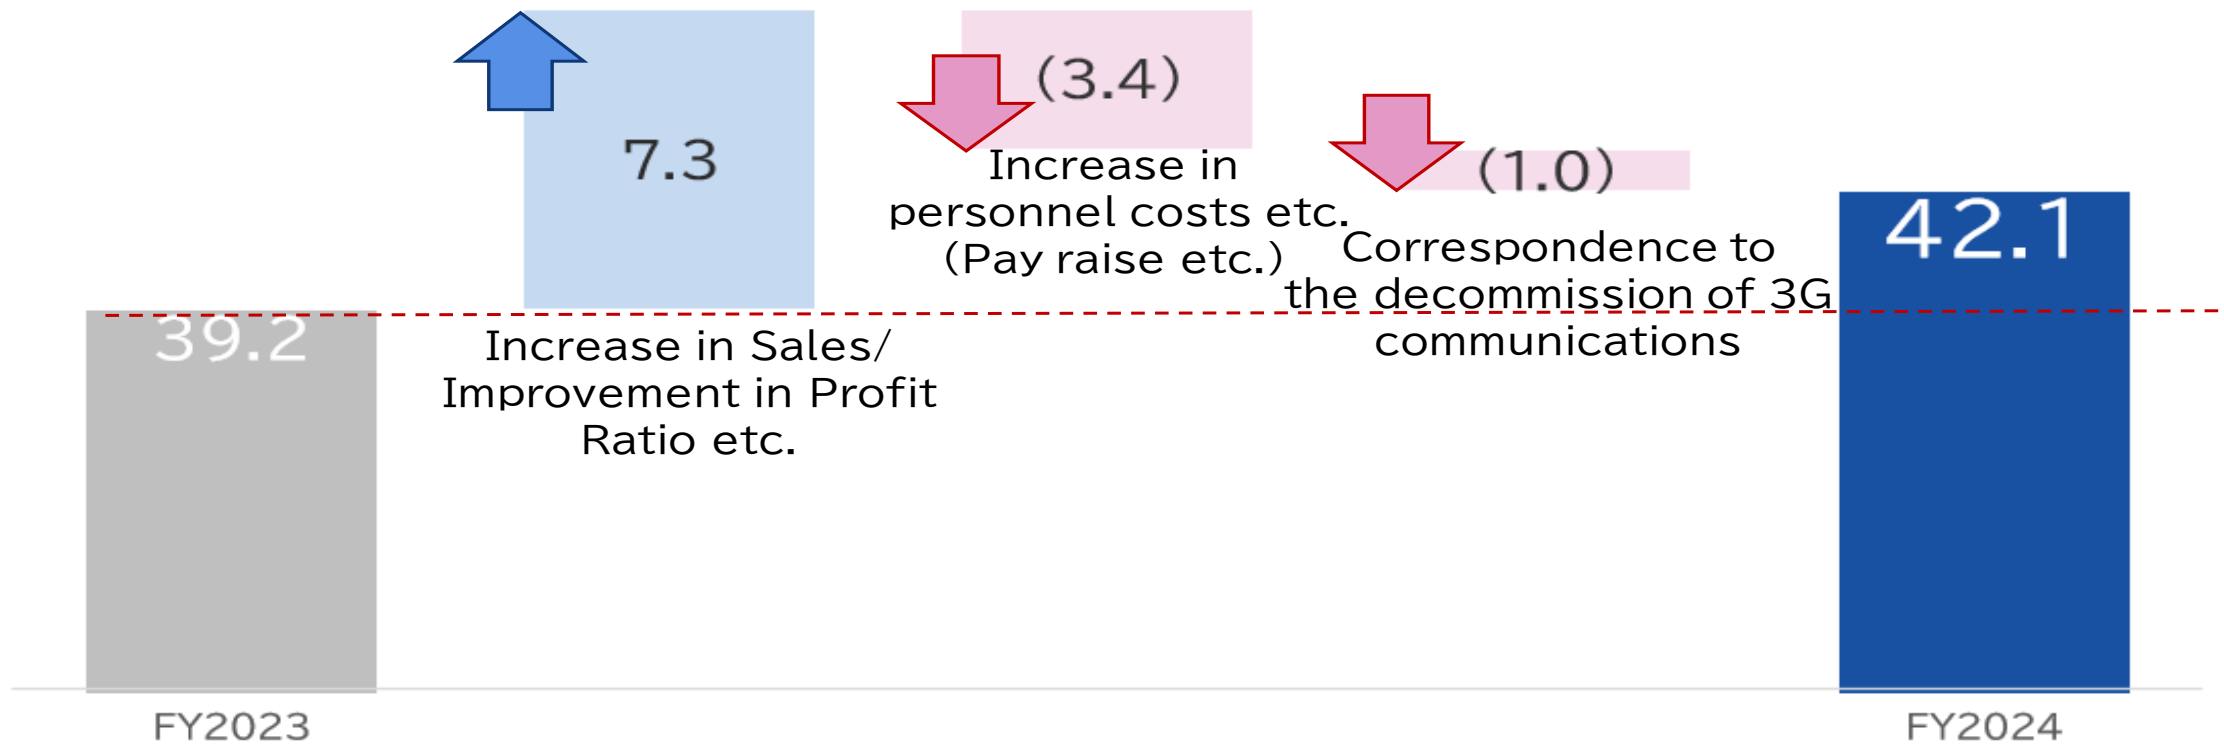 39.2
7.3
Increase in Sales/
Improvement in Profit
Ratio etc.
(3.4)
Increase in
personnel costs etc.
(Pay raise etc.)
(1.0)
Correspondence to
the decommission of 3G
communications
42.1
FY2023
FY2024